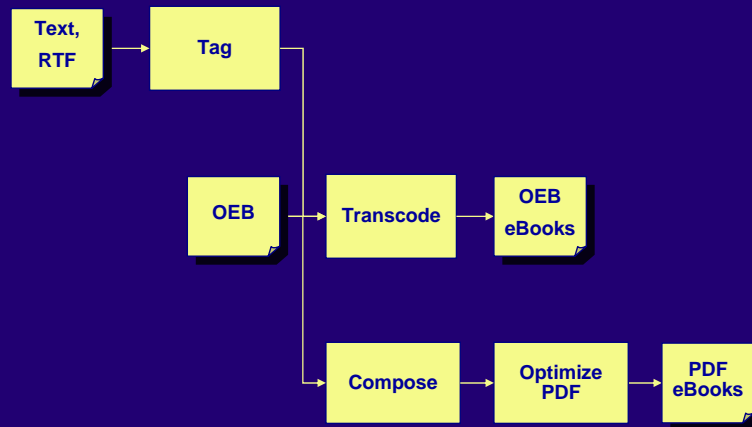 Text,
RTF
Tag
OEB
Transcode
OEB
eBooks
Compose
Optimize
PDF
PDF
eBooks